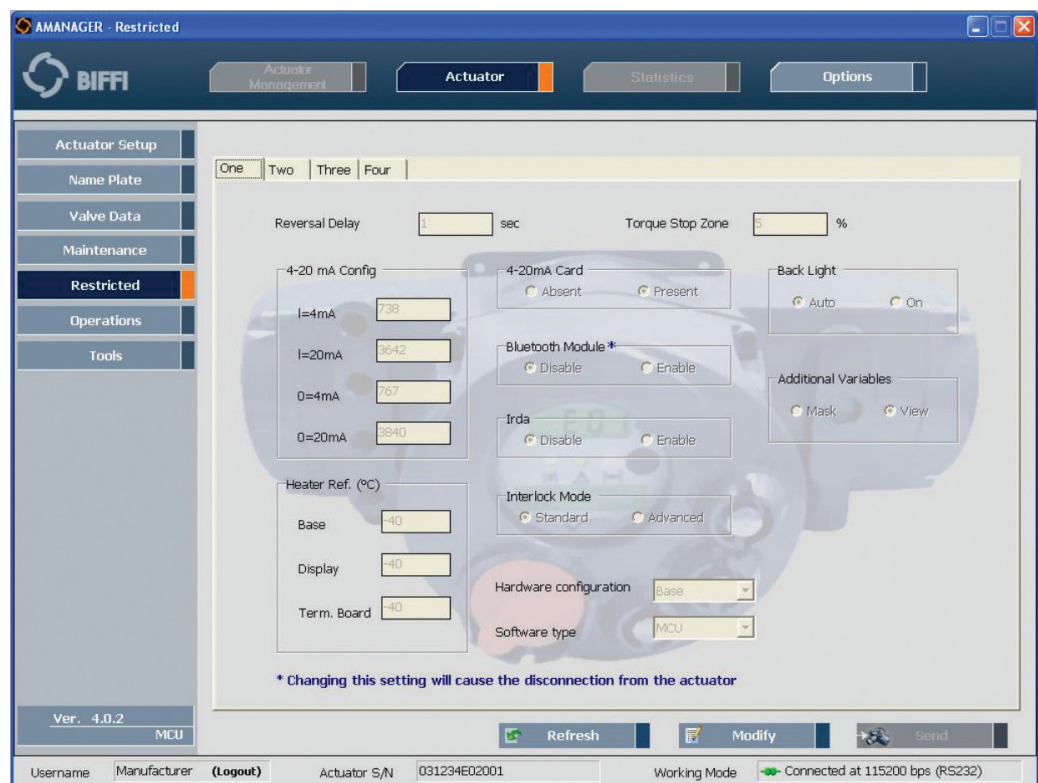 AMANAGER - Restricted
BIFFI
Actuator Management
Actuator
Statistics
Options
Actuator Setup
Name Plate
Valve Data
Maintenance
Restricted
Operations
Tools
One Two Three Four
Reversal Delay 1 sec Torque Stop Zone 5 %
4-20 mA Config
I=4mA 738
I=20mA 3642
0=4mA 767
0=20mA 3840
4-20mA Card
Absent Present
Back Light
Auto On
Bluetooth Module *
Disable Enable
Additional Variables
Mask View
Irda
Disable Enable
E01
Heater Ref. (ºC)
Base -40
Display -40
Term. Board -40
Interlock Mode
Standard Advanced
Hardware configuration Base
Software type MCU
* Changing this setting will cause the disconnection from the actuator
Ver. 4.0.2
MCU
Refresh Modify Send
Username Manufacturer (Logout) Actuator S/N 031234E02001 Working Mode Connected at 115200 bps (RS232)